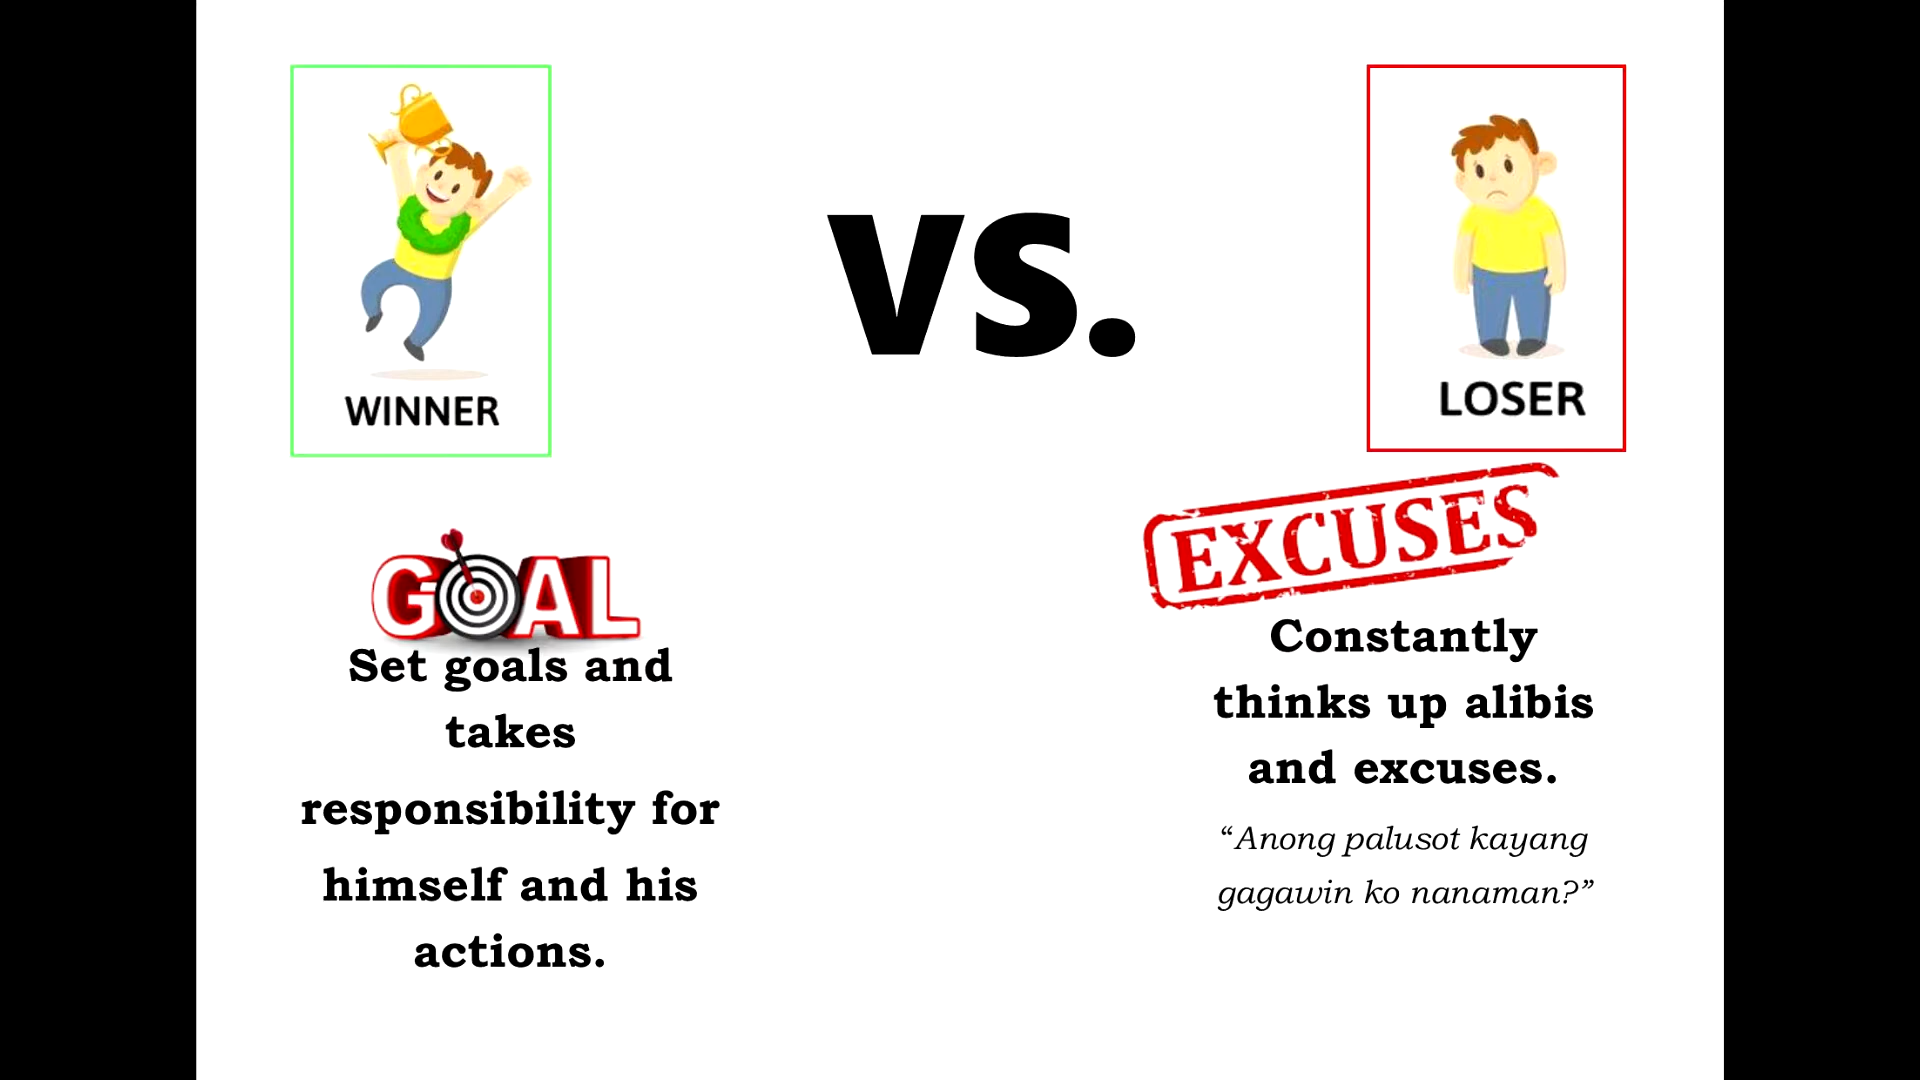 WINNER
VS.
LOSER
GOAL
Set goals and
takes
responsibility for
himself and his
actions.
EXCUSES
Constantly
thinks up alibis
and excuses.
“Anong palusot kayang
gagawin ko nanaman?”